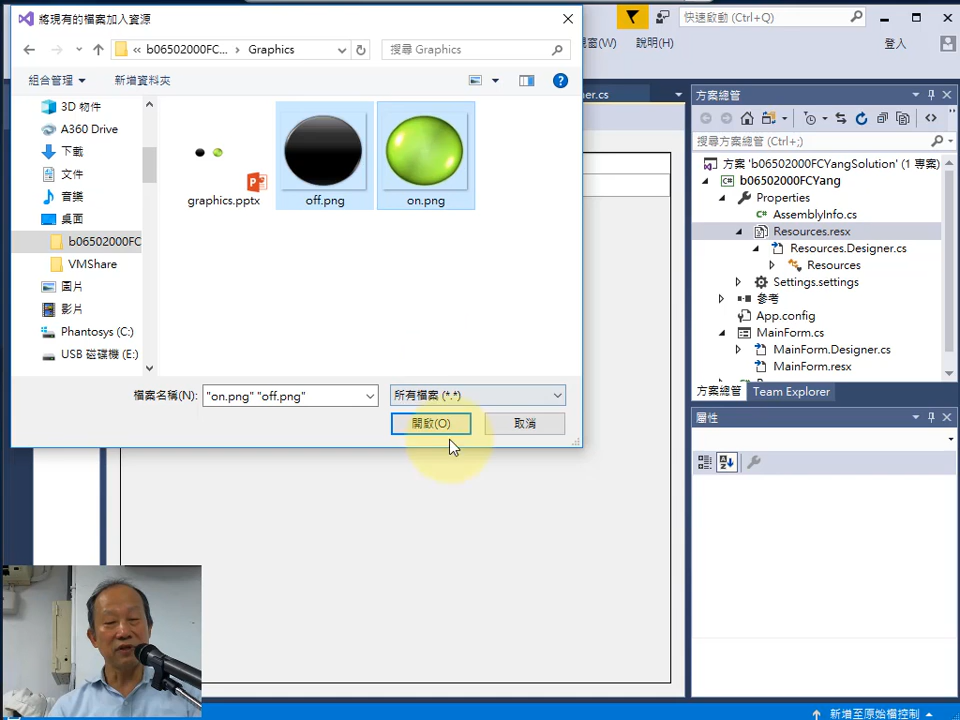 將現有的檔案加入資源
快速啟動 (Ctrl+Q)
« b06502000FC... > Graphics
搜尋 Graphics
窗(W)
說明(H)
登入
組合管理
新增資料夾
er.cs
方案總管
3D 物件
A360 Drive
下載
文件
音樂
桌面
b06502000FC
VMShare
圖片
影片
Phantosys (C:)
USB 磁碟機 (E:)
graphics.pptx
off.png
on.png
搜尋方案總管 (Ctrl+;)
方案 'b06502000FCYangSolution' (1 專案)
b06502000FCYang
Properties
AssemblyInfo.cs
Resources.resx
Resources.Designer.cs
Resources
Settings.settings
參考
App.config
MainForm.cs
MainForm.Designer.cs
MainForm.resx
檔案名稱(N):
"on.png" "off.png"
所有檔案 (*.*)
開啟(O)
取消
方案總管
Team Explorer
屬性
新增至原始檔控制